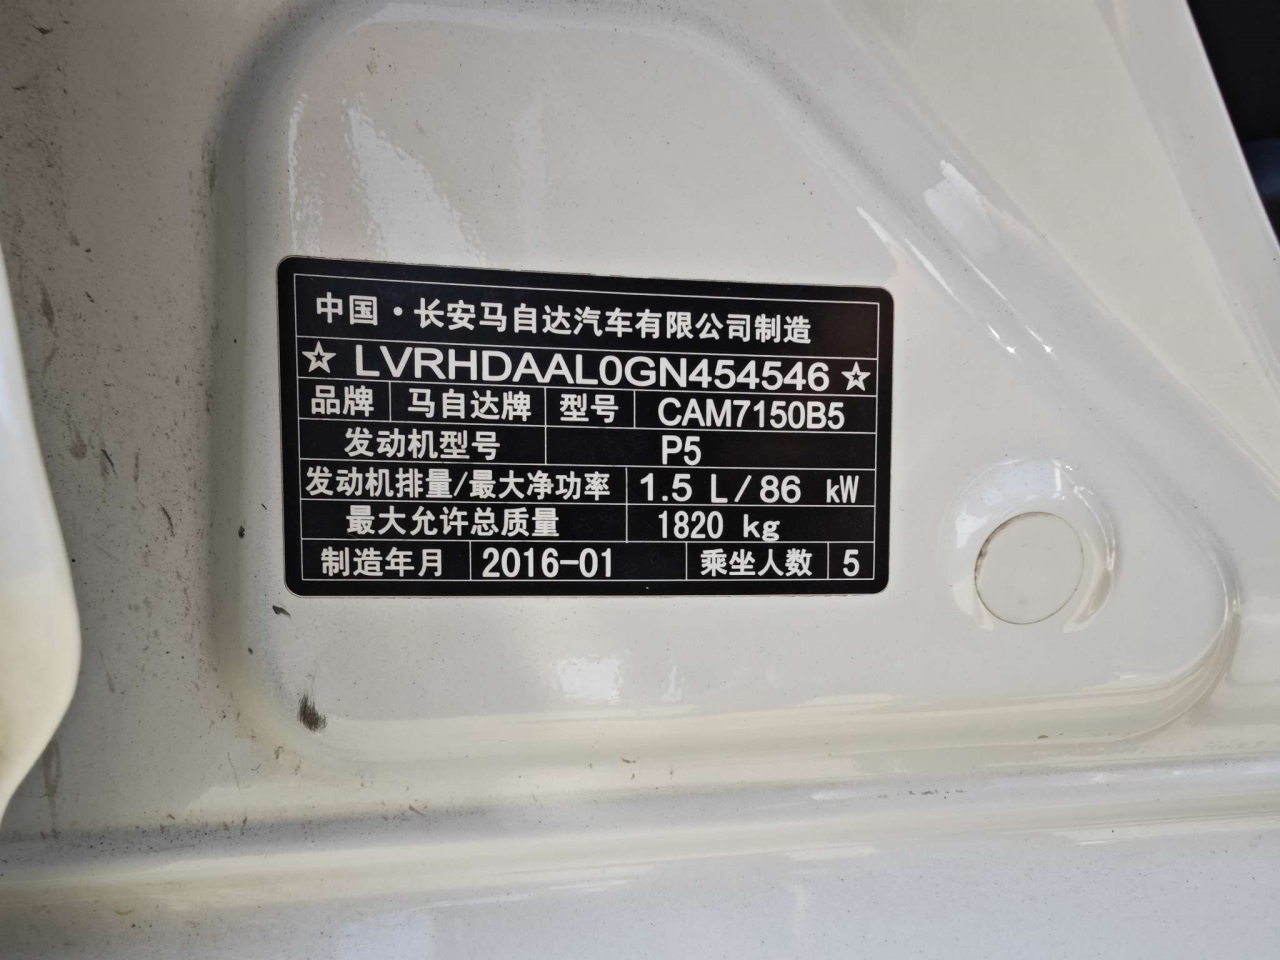 中国·长安马自达汽车有限公司制造
☆LVRHDAAL0GN454546☆
品牌 马自达牌 型号 CAM7150B5
发动机型号 P5
发动机排量/最大净功率 1.5 L/86 kW
最大允许总质量 1820 kg
制造年月 2016-01 乘坐人数 5